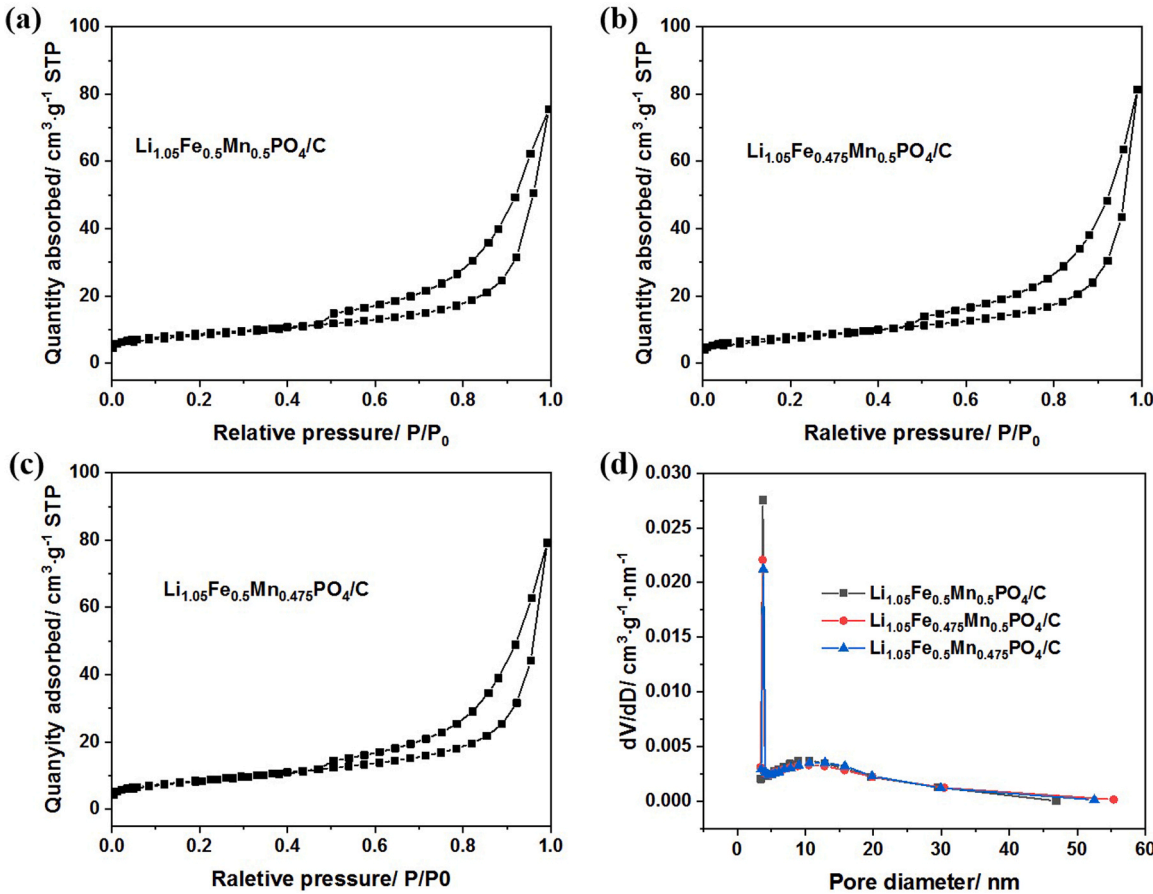 (a)
100
80
60
40
20
0
Quantity absorbed/ cm³·g⁻¹ STP
Li₁.₀₅Fe₀.₅Mn₀.₅PO₄/C
0.0 0.2 0.4 0.6 0.8 1.0
Relative pressure/ P/P₀
(b)
100
80
60
40
20
0
Quantity absorbed/ cm³·g⁻¹ STP
Li₁.₀₅Fe₀.₄₇₅Mn₀.₅PO₄/C
0.0 0.2 0.4 0.6 0.8 1.0
Raletive pressure/ P/P₀
(c)
100
80
60
40
20
0
Quanyity adsorbed/ cm³·g⁻¹ STP
Li₁.₀₅Fe₀.₅Mn₀.₄₇₅PO₄/C
0.0 0.2 0.4 0.6 0.8 1.0
Raletive pressure/ P/P0
(d)
0.030
0.025
0.020
0.015
0.010
0.005
0.000
dV/dD/ cm³·g⁻¹·nm⁻¹
Li₁.₀₅Fe₀.₅Mn₀.₅PO₄/C
Li₁.₀₅Fe₀.₄₇₅Mn₀.₅PO₄/C
Li₁.₀₅Fe₀.₅Mn₀.₄₇₅PO₄/C
0 10 20 30 40 50 60
Pore diameter/ nm